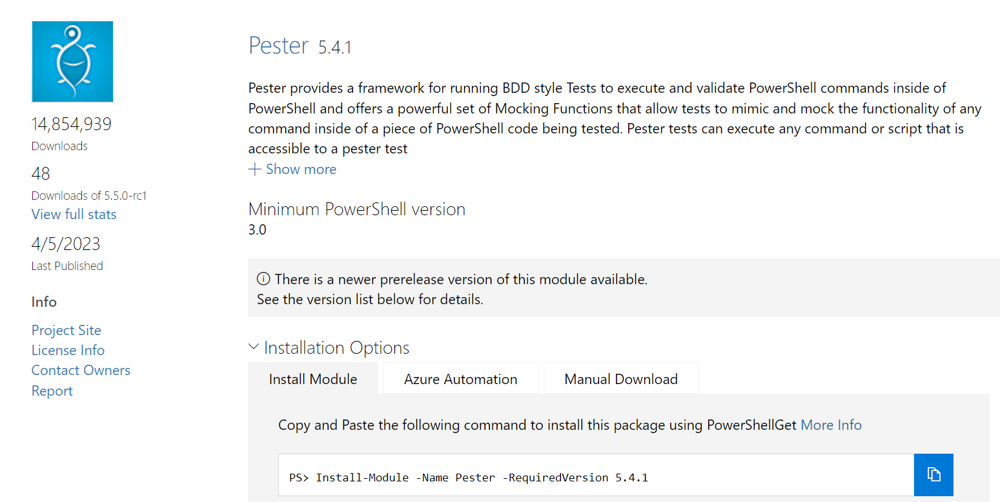 14,854,939
Downloads
48
Downloads of 5.5.0-rc1
View full stats
4/5/2023
Last Published
Info
Project Site
License Info
Contact Owners
Report
Pester 5.4.1
Pester provides a framework for running BDD style Tests to execute and validate PowerShell commands inside of
PowerShell and offers a powerful set of Mocking Functions that allow tests to mimic and mock the functionality of any
command inside of a piece of PowerShell code being tested. Pester tests can execute any command or script that is
accessible to a pester test
Show more
Minimum PowerShell version
3.0
There is a newer prerelease version of this module available.
See the version list below for details.
Installation Options
Install Module Azure Automation Manual Download
Copy and Paste the following command to install this package using PowerShellGet More Info
PS> Install-Module -Name Pester -RequiredVersion 5.4.1